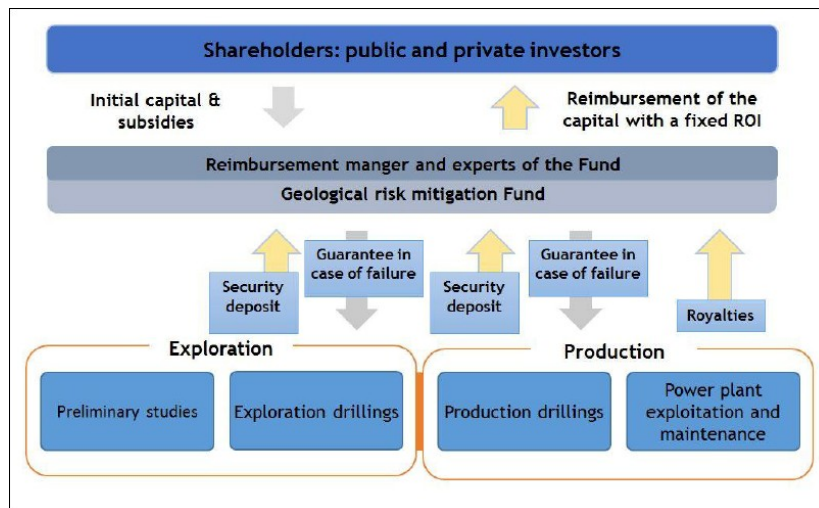 Shareholders: public and private investors
Initial capital &
subsidies
Reimbursement of the
capital with a fixed ROI
Reimbursement manger and experts of the Fund
Geological risk mitigation Fund
Security
deposit
Guarantee in
case of failure
Security
deposit
Guarantee in
case of failure
Royalties
Exploration
Production
Preliminary studies
Exploration drillings
Production drillings
Power plant
exploitation and
maintenance